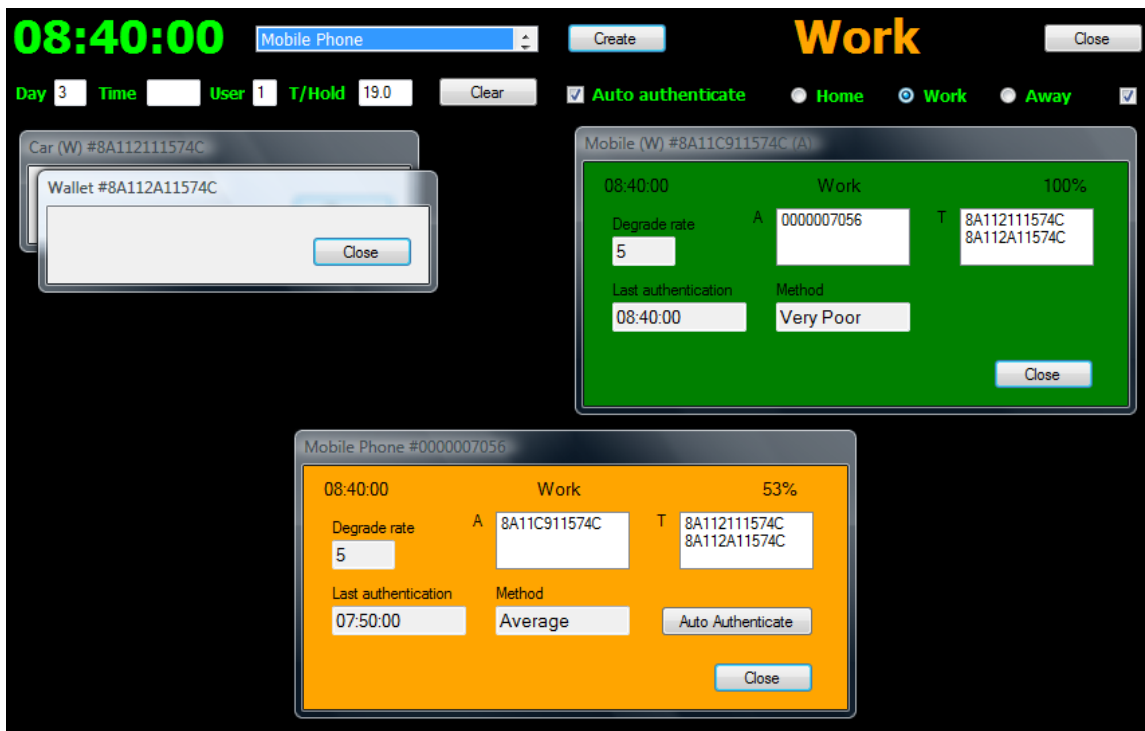 08:40:00 Mobile Phone Create Work Close
Day 3 Time User 1 T/Hold 19.0 Clear Auto authenticate Home Work Away
Car (W) #8A112111574C
Wallet #8A112A11574C
Close
Mobile (W) #8A11C911574C (A)
08:40:00 Work 100%
Degrade rate A 0000007056 T 8A112111574C
5 8A112A11574C
Last authentication Method
08:40:00 Very Poor
Close
Mobile Phone #0000007056
08:40:00 Work 53%
Degrade rate A 8A11C911574C T 8A112111574C
5 8A112A11574C
Last authentication Method
07:50:00 Average Auto Authenticate
Close